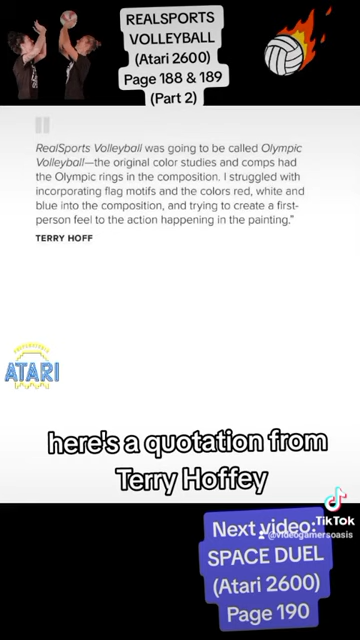 REALSPORTS
VOLLEYBALL
(Atari 2600)
Page 188 & 189
(Part 2)
RealSports Volleyball was going to be called Olympic
Volleyball—the original color studies and comps had
the Olympic rings in the composition. I struggled with
incorporating flag motifs and the colors red, white and
blue into the composition, and trying to create a first-
person feel to the action happening in the painting.”
TERRY HOFF
ATARI
here's a quotation from
Terry Hoffey
TikTok
@videogamersoasis
Next video:
SPACE DUEL
(Atari 2600)
Page 190